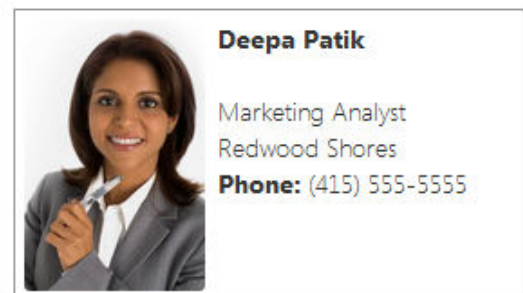 Deepa Patik
Marketing Analyst
Redwood Shores
Phone: (415) 555-5555